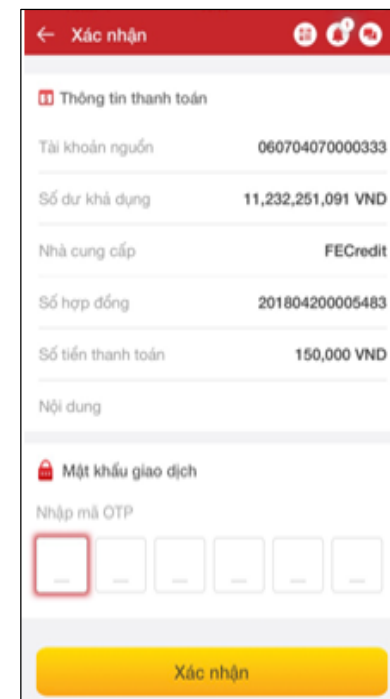 Xác nhận
Thông tin thanh toán
Tài khoản nguồn 060704070000333
Số dư khả dụng 11,232,251,091 VND
Nhà cung cấp FECredit
Số hợp đồng 201804200005483
Số tiền thanh toán 150,000 VND
Nội dung
Mật khẩu giao dịch
Nhập mã OTP
Xác nhận